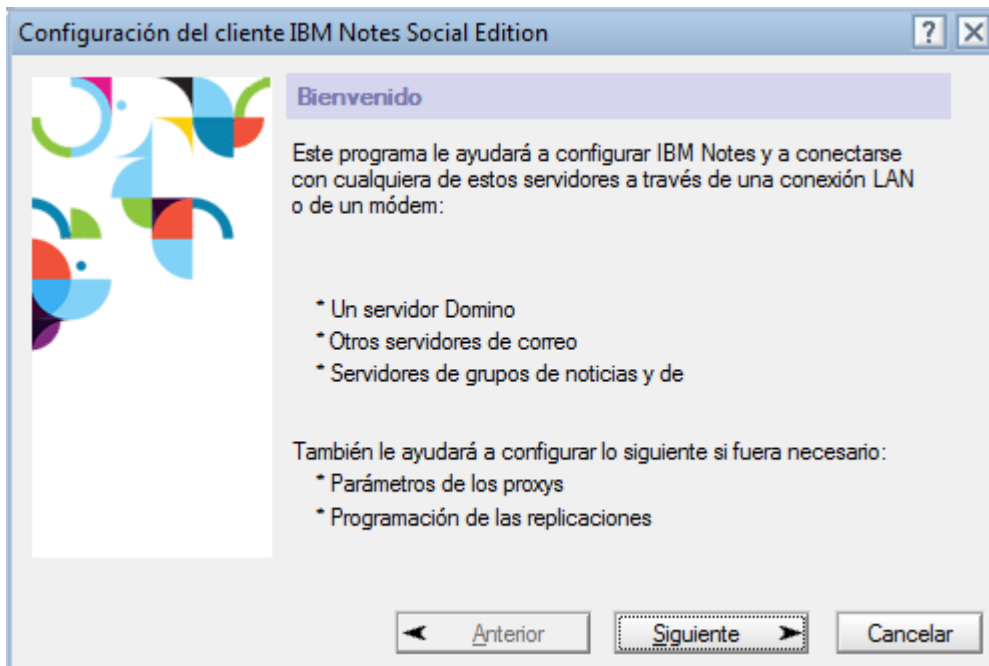 Configuración del cliente IBM Notes Social Edition
Bienvenido
Este programa le ayudará a configurar IBM Notes y a conectarse
con cualquiera de estos servidores a través de una conexión LAN
o de un módem:
* Un servidor Domino
* Otros servidores de correo
* Servidores de grupos de noticias y de
También le ayudará a configurar lo siguiente si fuera necesario:
* Parámetros de los proxys
* Programación de las replicaciones
Anterior Siguiente Cancelar